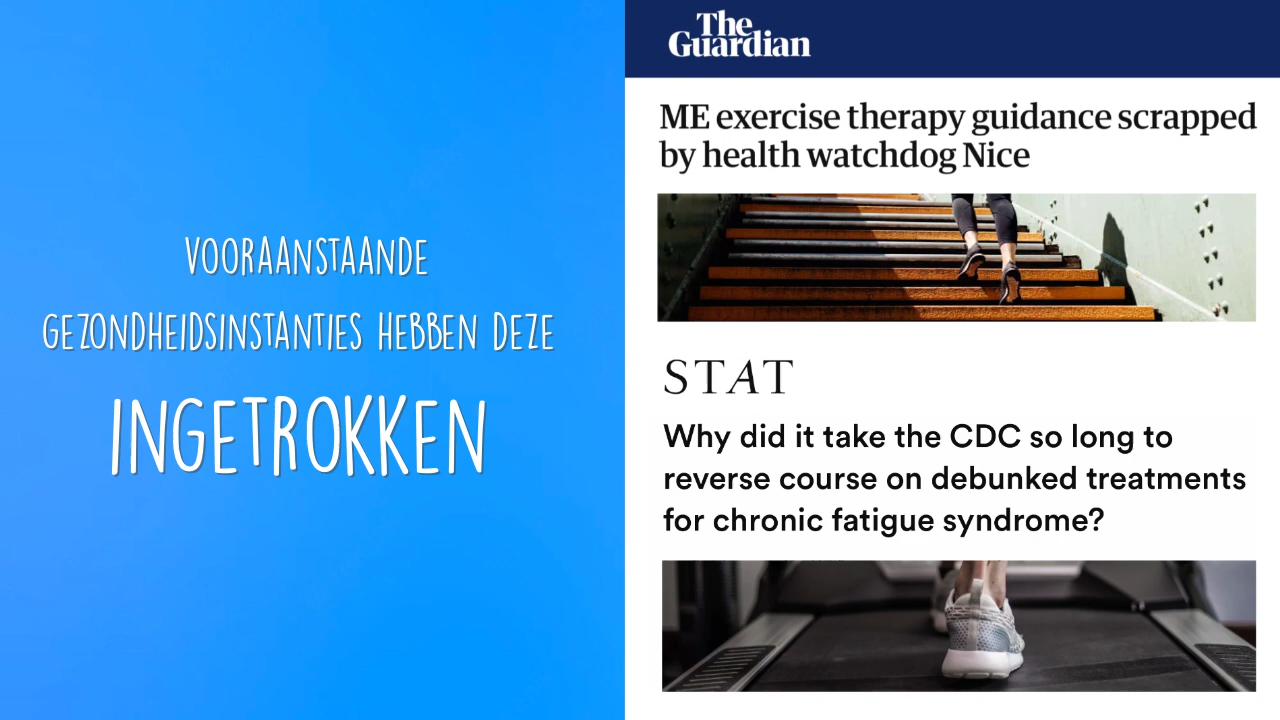 VOORAANSTAANDE
GEZONDHEIDSINSTANTIES HEBBEN DEZE
INGETROKKEN
The
Guardian
ME exercise therapy guidance scrapped
by health watchdog Nice
STAT
Why did it take the CDC so long to
reverse course on debunked treatments
for chronic fatigue syndrome?